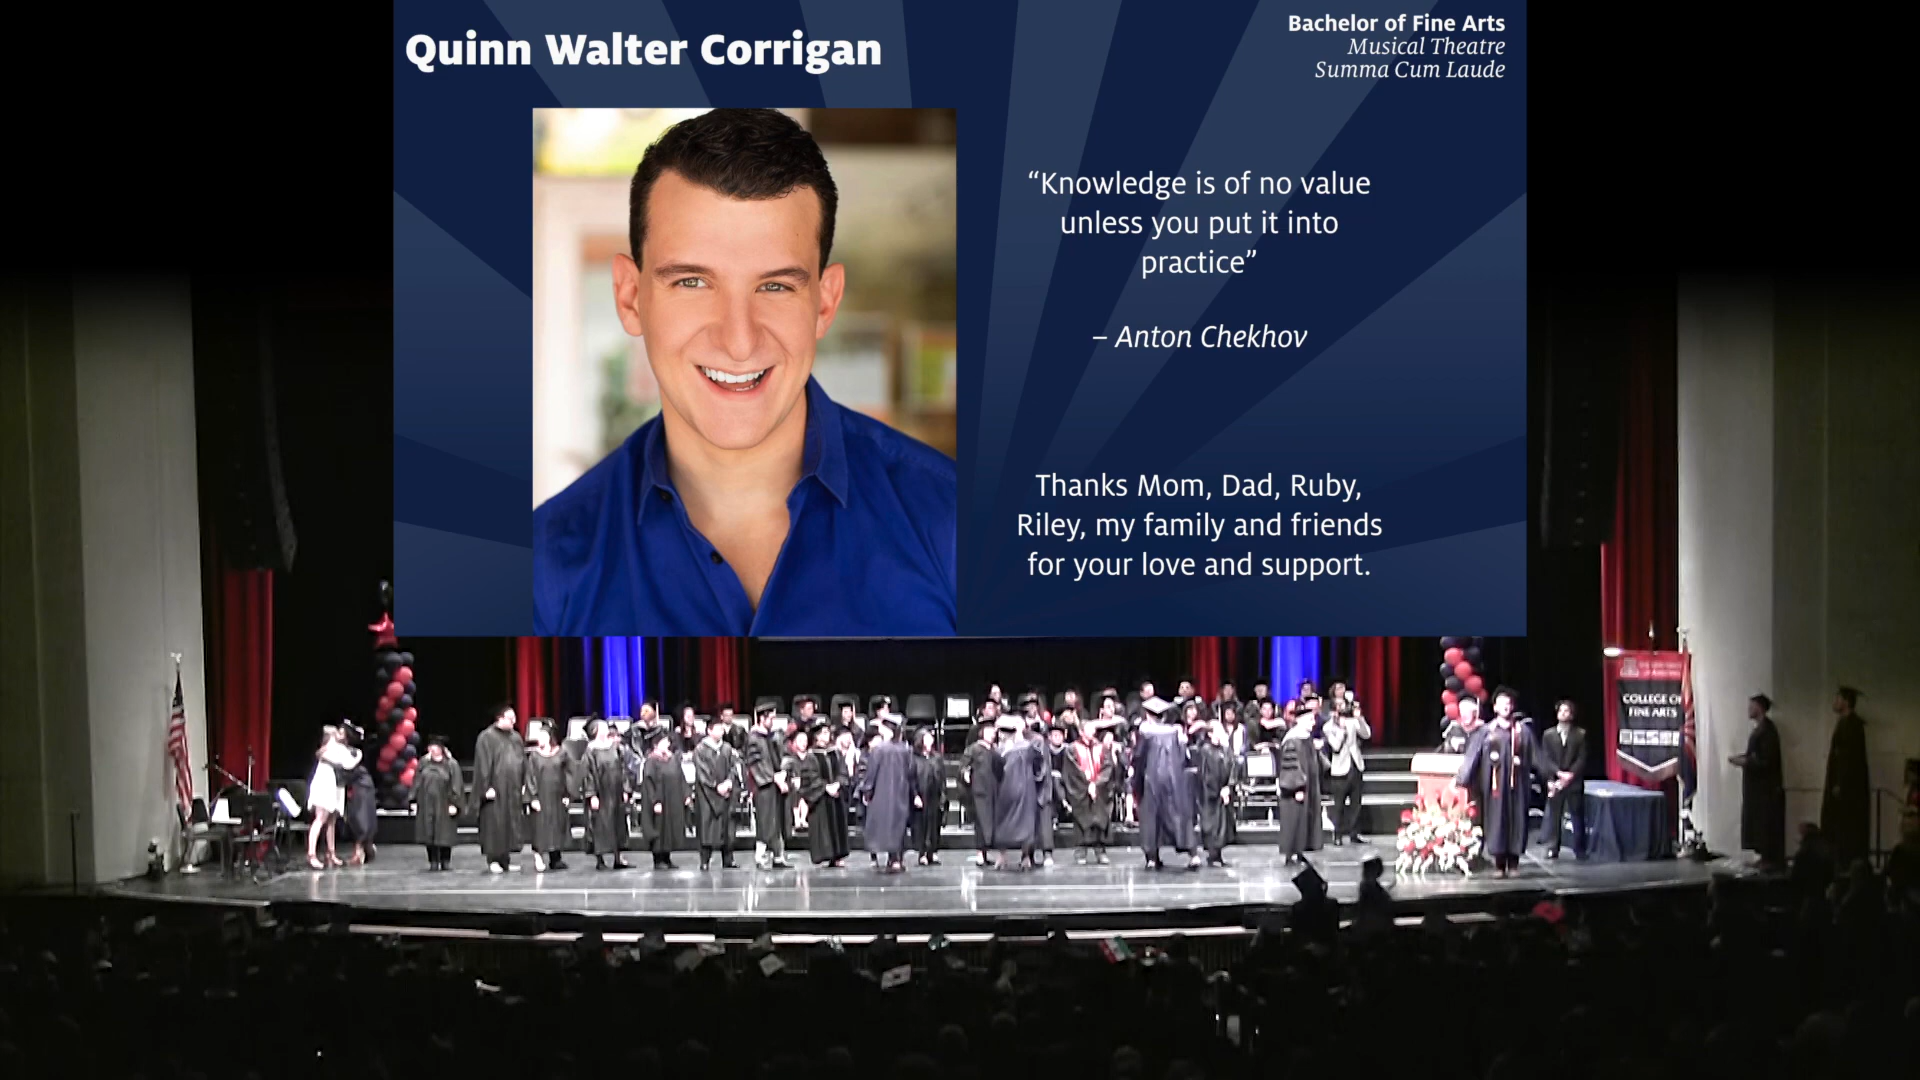 Quinn Walter Corrigan
Bachelor of Fine Arts
Musical Theatre
Summa Cum Laude
“Knowledge is of no value
unless you put it into
practice”
– Anton Chekhov
Thanks Mom, Dad, Ruby,
Riley, my family and friends
for your love and support.
COLLEGE OF
FINE ARTS